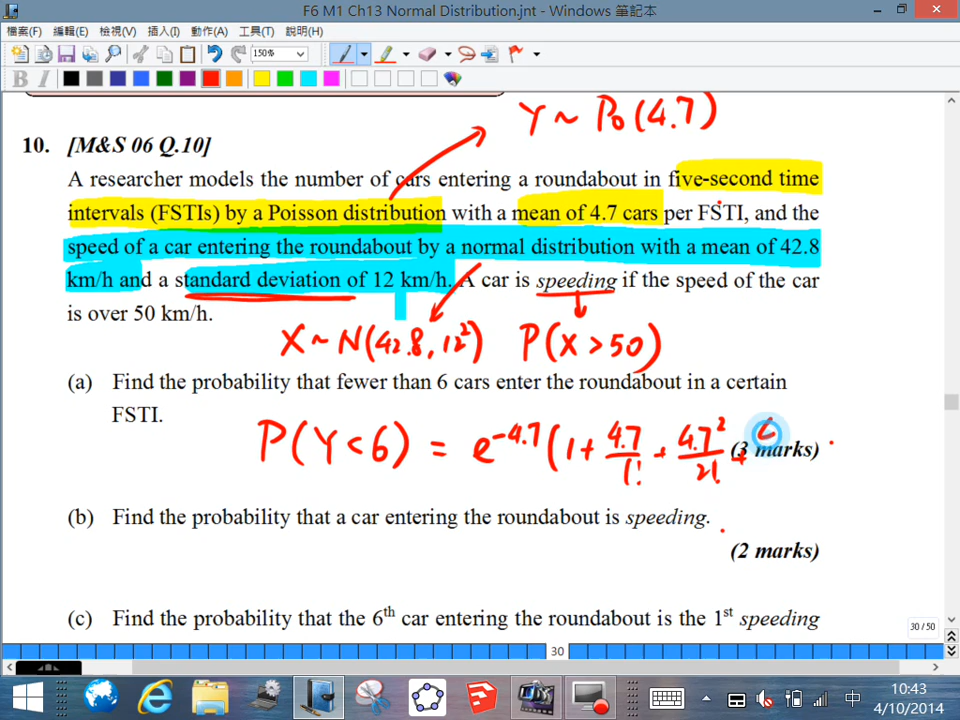 F6 M1 Ch13 Normal Distribution.jnt - Windows 筆記本
檔案(F) 編輯(E) 檢視(V) 插入(I) 動作(A) 工具(T) 說明(H)
150%
B I
Y ~ Po(4.7)
10. [M&S 06 Q.10]
A researcher models the number of cars entering a roundabout in five-second time
intervals (FSTIs) by a Poisson distribution with a mean of 4.7 cars per FSTI, and the
speed of a car entering the roundabout by a normal distribution with a mean of 42.8
km/h and a standard deviation of 12 km/h. A car is speeding if the speed of the car
is over 50 km/h.
X ~ N(42.8, 12²) P(X > 50)
(a) Find the probability that fewer than 6 cars enter the roundabout in a certain
FSTI.
P(Y < 6) = e^-4.7 (1 + 4.7/1! + 4.7²/2! +
(3 marks)
(b) Find the probability that a car entering the roundabout is speeding.
(2 marks)
(c) Find the probability that the 6th car entering the roundabout is the 1st speeding
30 / 50
30
中
10:43
4/10/2014